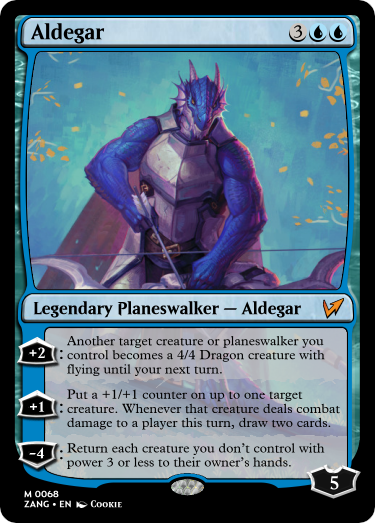 Aldegar 3
Legendary Planeswalker — Aldegar
+2: Another target creature or planeswalker you
control becomes a 4/4 Dragon creature with
flying until your next turn.
+1: Put a +1/+1 counter on up to one target
creature. Whenever that creature deals combat
damage to a player this turn, draw two cards.
−4: Return each creature you don't control with
power 3 or less to their owner's hands.
5
M 0068
ZANG • EN Cookie